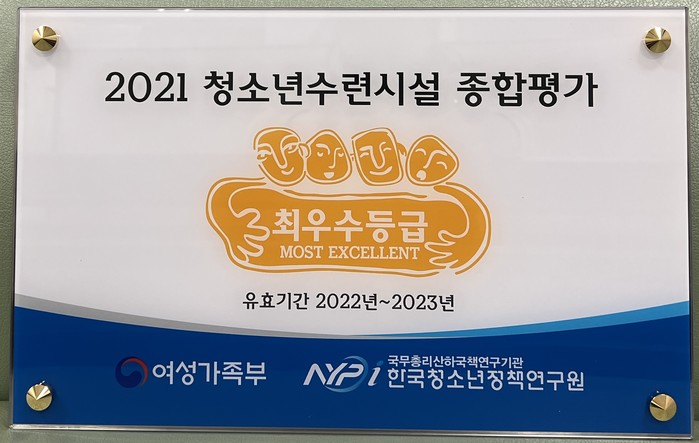 2021 청소년수련시설 종합평가
최우수등급
MOST EXCELLENT
유효기간 2022년~2023년
여성가족부
NYPi
국무총리산하국책연구기관
한국청소년정책연구원